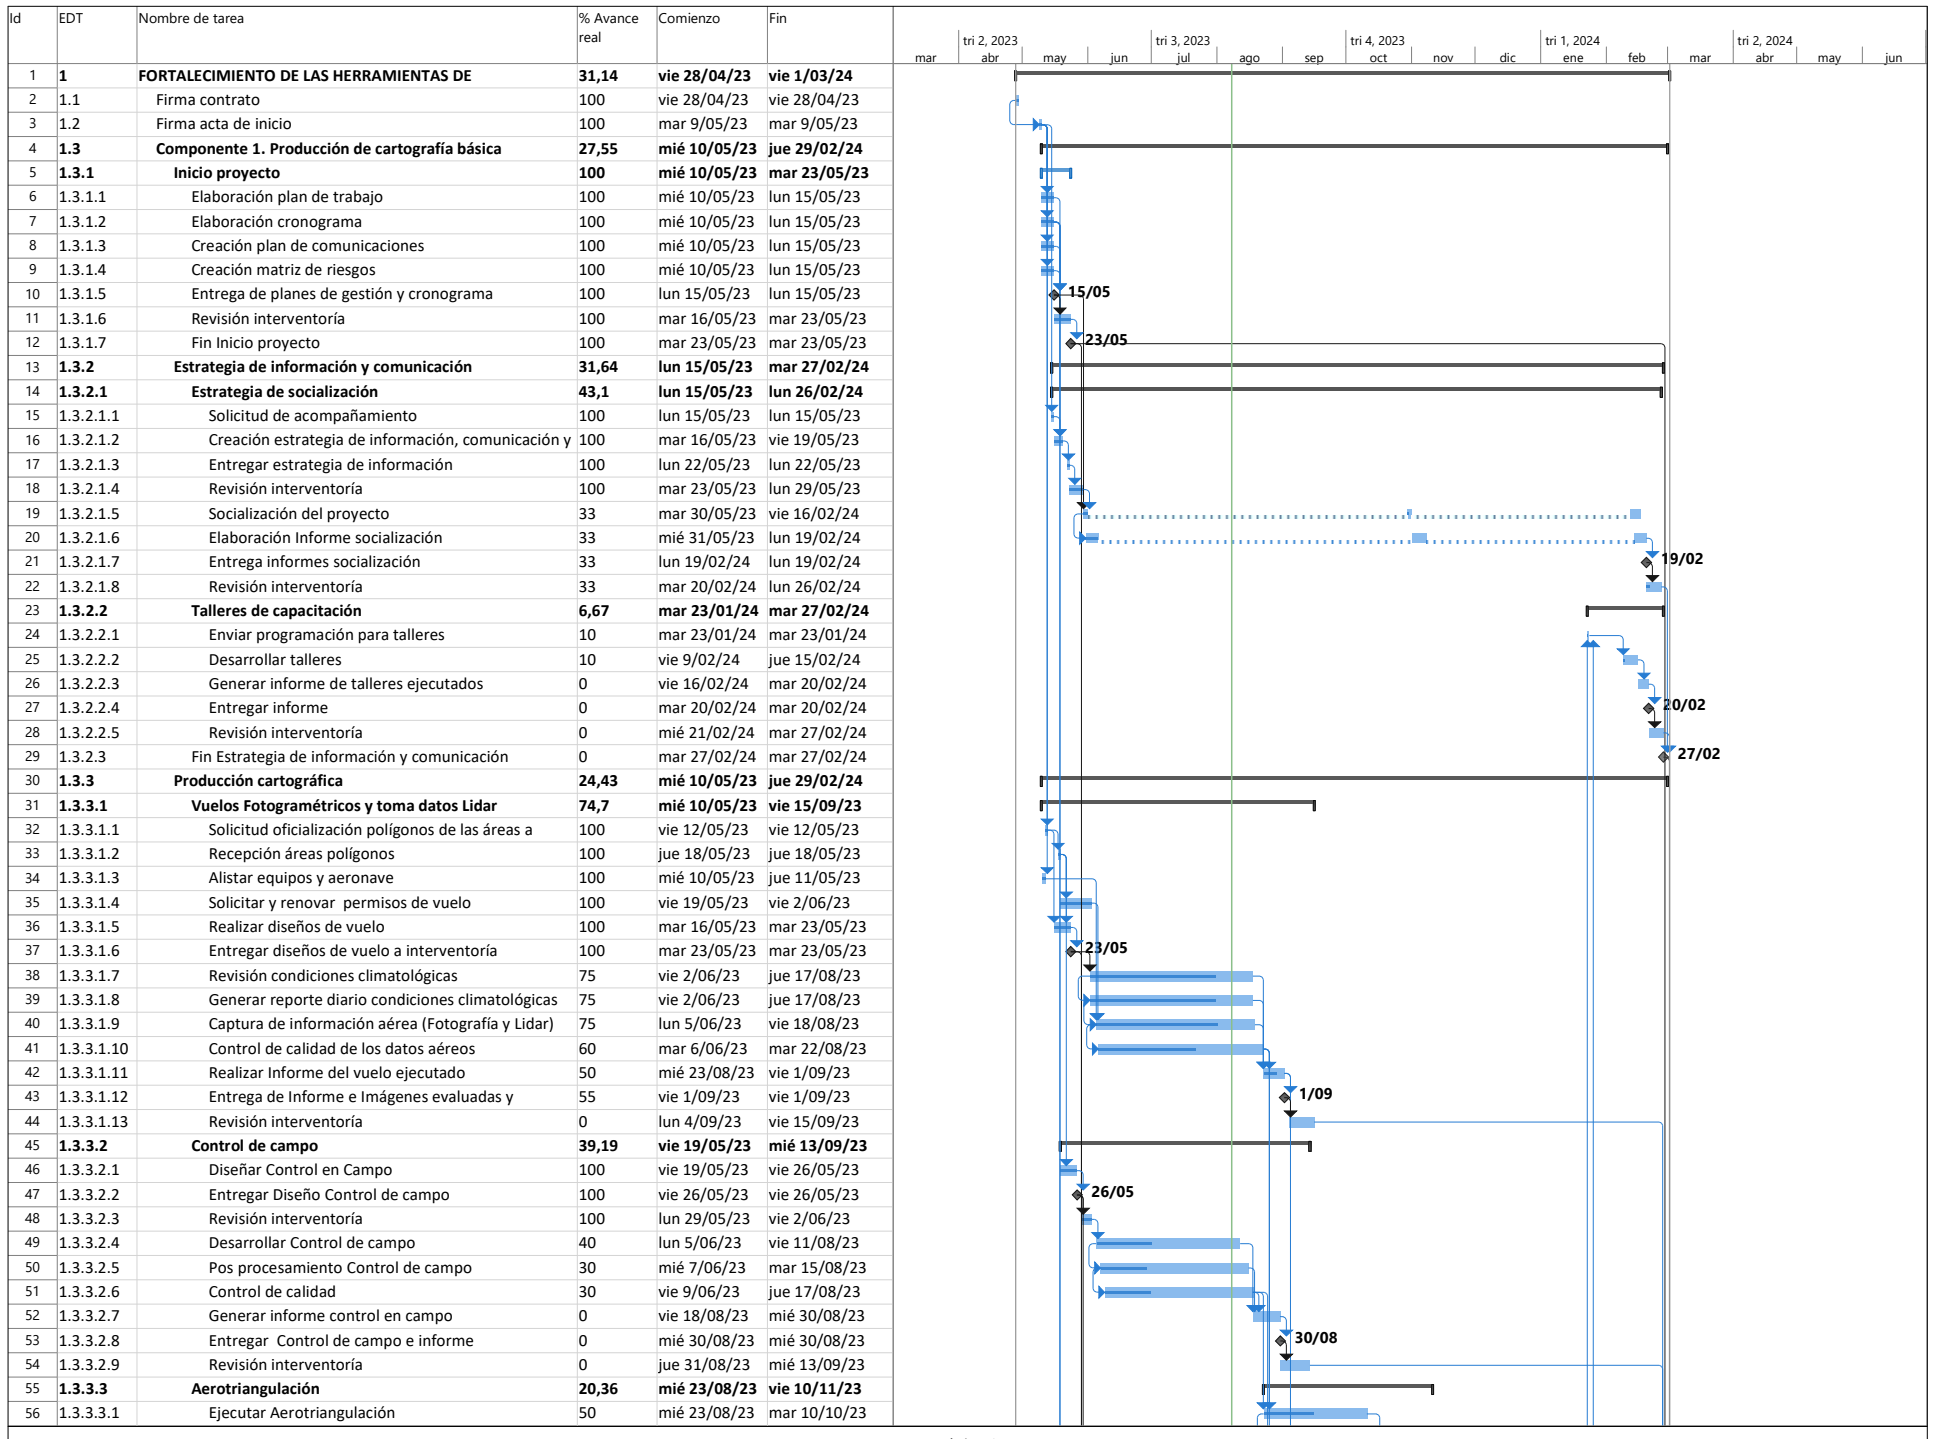 Id EDT Nombre de tarea % Avance real Comienzo Fin
tri 2, 2023 tri 3, 2023 tri 4, 2023 tri 1, 2024 tri 2, 2024
mar abr may jun jul ago sep oct nov dic ene feb mar abr may jun
1 1 FORTALECIMIENTO DE LAS HERRAMIENTAS DE 31,14 vie 28/04/23 vie 1/03/24
2 1.1 Firma contrato 100 vie 28/04/23 vie 28/04/23
3 1.2 Firma acta de inicio 100 mar 9/05/23 mar 9/05/23
4 1.3 Componente 1. Producción de cartografía básica 27,55 mié 10/05/23 jue 29/02/24
5 1.3.1 Inicio proyecto 100 mié 10/05/23 mar 23/05/23
6 1.3.1.1 Elaboración plan de trabajo 100 mié 10/05/23 lun 15/05/23
7 1.3.1.2 Elaboración cronograma 100 mié 10/05/23 lun 15/05/23
8 1.3.1.3 Creación plan de comunicaciones 100 mié 10/05/23 lun 15/05/23
9 1.3.1.4 Creación matriz de riesgos 100 mié 10/05/23 lun 15/05/23
10 1.3.1.5 Entrega de planes de gestión y cronograma 100 lun 15/05/23 lun 15/05/23 15/05
11 1.3.1.6 Revisión interventoría 100 mar 16/05/23 mar 23/05/23
12 1.3.1.7 Fin Inicio proyecto 100 mar 23/05/23 mar 23/05/23 23/05
13 1.3.2 Estrategia de información y comunicación 31,64 lun 15/05/23 mar 27/02/24
14 1.3.2.1 Estrategia de socialización 43,1 lun 15/05/23 lun 26/02/24
15 1.3.2.1.1 Solicitud de acompañamiento 100 lun 15/05/23 lun 15/05/23
16 1.3.2.1.2 Creación estrategia de información, comunicación y 100 mar 16/05/23 vie 19/05/23
17 1.3.2.1.3 Entregar estrategia de información 100 lun 22/05/23 lun 22/05/23
18 1.3.2.1.4 Revisión interventoría 100 mar 23/05/23 lun 29/05/23
19 1.3.2.1.5 Socialización del proyecto 33 mar 30/05/23 vie 16/02/24
20 1.3.2.1.6 Elaboración Informe socialización 33 mié 31/05/23 lun 19/02/24
21 1.3.2.1.7 Entrega informes socialización 33 lun 19/02/24 lun 19/02/24 19/02
22 1.3.2.1.8 Revisión interventoría 33 mar 20/02/24 lun 26/02/24
23 1.3.2.2 Talleres de capacitación 6,67 mar 23/01/24 mar 27/02/24
24 1.3.2.2.1 Enviar programación para talleres 10 mar 23/01/24 mar 23/01/24
25 1.3.2.2.2 Desarrollar talleres 10 vie 9/02/24 jue 15/02/24
26 1.3.2.2.3 Generar informe de talleres ejecutados 0 vie 16/02/24 mar 20/02/24
27 1.3.2.2.4 Entregar informe 0 mar 20/02/24 mar 20/02/24 20/02
28 1.3.2.2.5 Revisión interventoría 0 mié 21/02/24 mar 27/02/24
29 1.3.2.3 Fin Estrategia de información y comunicación 0 mar 27/02/24 mar 27/02/24 27/02
30 1.3.3 Producción cartográfica 24,43 mié 10/05/23 jue 29/02/24
31 1.3.3.1 Vuelos Fotogramétricos y toma datos Lidar 74,7 mié 10/05/23 vie 15/09/23
32 1.3.3.1.1 Solicitud oficialización polígonos de las áreas a 100 vie 12/05/23 vie 12/05/23
33 1.3.3.1.2 Recepción áreas polígonos 100 jue 18/05/23 jue 18/05/23
34 1.3.3.1.3 Alistar equipos y aeronave 100 mié 10/05/23 jue 11/05/23
35 1.3.3.1.4 Solicitar y renovar permisos de vuelo 100 vie 19/05/23 vie 2/06/23
36 1.3.3.1.5 Realizar diseños de vuelo 100 mar 16/05/23 mar 23/05/23
37 1.3.3.1.6 Entregar diseños de vuelo a interventoría 100 mar 23/05/23 mar 23/05/23 23/05
38 1.3.3.1.7 Revisión condiciones climatológicas 75 vie 2/06/23 jue 17/08/23
39 1.3.3.1.8 Generar reporte diario condiciones climatológicas 75 vie 2/06/23 jue 17/08/23
40 1.3.3.1.9 Captura de información aérea (Fotografía y Lidar) 75 lun 5/06/23 vie 18/08/23
41 1.3.3.1.10 Control de calidad de los datos aéreos 60 mar 6/06/23 mar 22/08/23
42 1.3.3.1.11 Realizar Informe del vuelo ejecutado 50 mié 23/08/23 vie 1/09/23
43 1.3.3.1.12 Entrega de Informe e Imágenes evaluadas y 55 vie 1/09/23 vie 1/09/23 1/09
44 1.3.3.1.13 Revisión interventoría 0 lun 4/09/23 vie 15/09/23
45 1.3.3.2 Control de campo 39,19 vie 19/05/23 mié 13/09/23
46 1.3.3.2.1 Diseñar Control en Campo 100 vie 19/05/23 vie 26/05/23
47 1.3.3.2.2 Entregar Diseño Control de campo 100 vie 26/05/23 vie 26/05/23 26/05
48 1.3.3.2.3 Revisión interventoría 100 lun 29/05/23 vie 2/06/23
49 1.3.3.2.4 Desarrollar Control de campo 40 lun 5/06/23 vie 11/08/23
50 1.3.3.2.5 Pos procesamiento Control de campo 30 mié 7/06/23 mar 15/08/23
51 1.3.3.2.6 Control de calidad 30 vie 9/06/23 jue 17/08/23
52 1.3.3.2.7 Generar informe control en campo 0 vie 18/08/23 mié 30/08/23
53 1.3.3.2.8 Entregar Control de campo e informe 0 mié 30/08/23 mié 30/08/23 30/08
54 1.3.3.2.9 Revisión interventoría 0 jue 31/08/23 mié 13/09/23
55 1.3.3.3 Aerotriangulación 20,36 mié 23/08/23 vie 10/11/23
56 1.3.3.3.1 Ejecutar Aerotriangulación 50 mié 23/08/23 mar 10/10/23